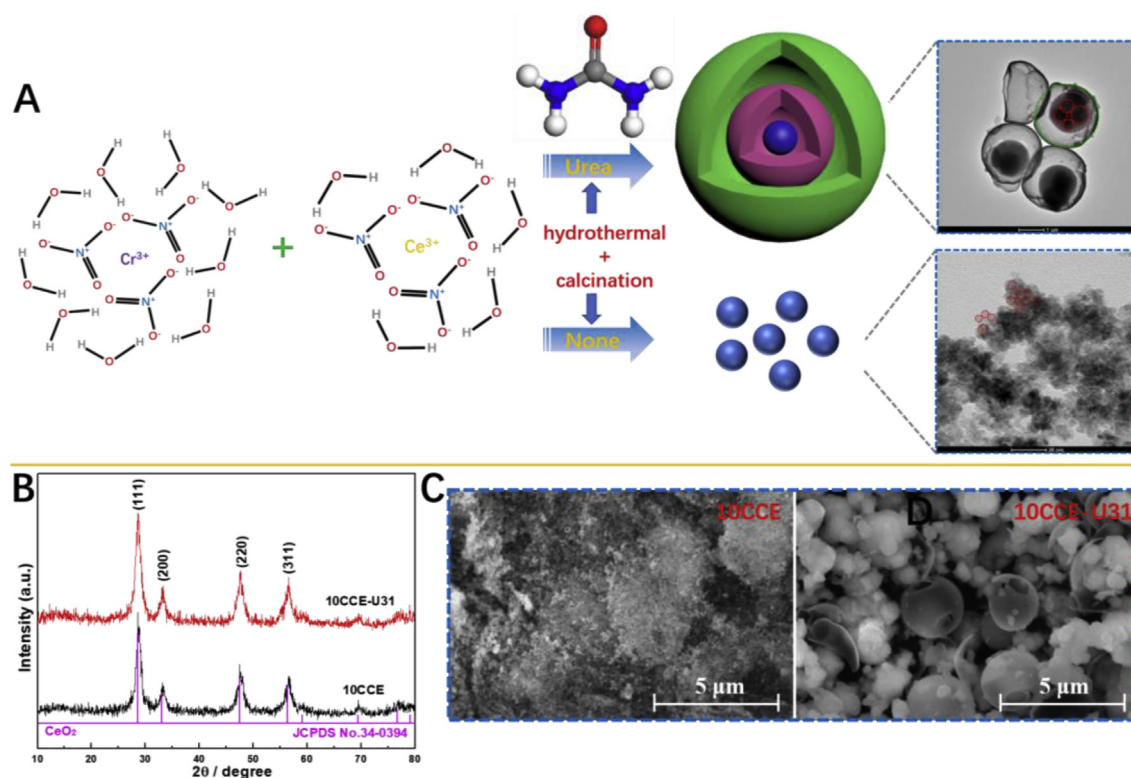 A
H
H
O
H
H
O
H
O
H
O
H
H
O⁻
O⁻
N⁺
O
O⁻
O⁻
N⁺
O
Cr³⁺
O
N⁺
O⁻
O⁻
H
O
H
H
O
H
H
O
H
H
O
H
H
O
H
+
H
O
H
H
O
H
O⁻
O⁻
N⁺
O
O⁻
O⁻
N⁺
O
Ce³⁺
O
N⁺
O⁻
O⁻
H
O
H
H
O
H
H
O
H
Urea
hydrothermal
+
calcination
None
B
Intensity (a.u.)
(111)
(200)
(220)
(311)
10CCE-U31
10CCE
CeO₂
JCPDS No.34-0394
10 20 30 40 50 60 70 80
2θ / degree
C
10CCE
5 μm
D
10CCE-U31
5 μm